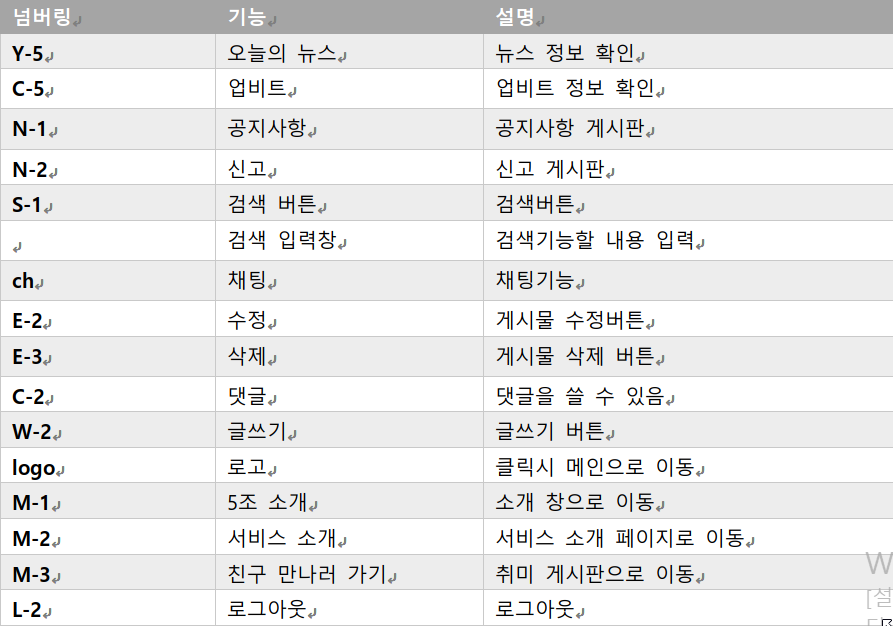 넘버링 기능 설명
Y-5 오늘의 뉴스 뉴스 정보 확인
C-5 업비트 업비트 정보 확인
N-1 공지사항 공지사항 게시판
N-2 신고 신고 게시판
S-1 검색 버튼 검색버튼
검색 입력창 검색기능할 내용 입력
ch 채팅 채팅기능
E-2 수정 게시물 수정버튼
E-3 삭제 게시물 삭제 버튼
C-2 댓글 댓글을 쓸 수 있음
W-2 글쓰기 글쓰기 버튼
logo 로고 클릭시 메인으로 이동
M-1 5조 소개 소개 창으로 이동
M-2 서비스 소개 서비스 소개 페이지로 이동
M-3 친구 만나러 가기 취미 게시판으로 이동
L-2 로그아웃 로그아웃
W
[설